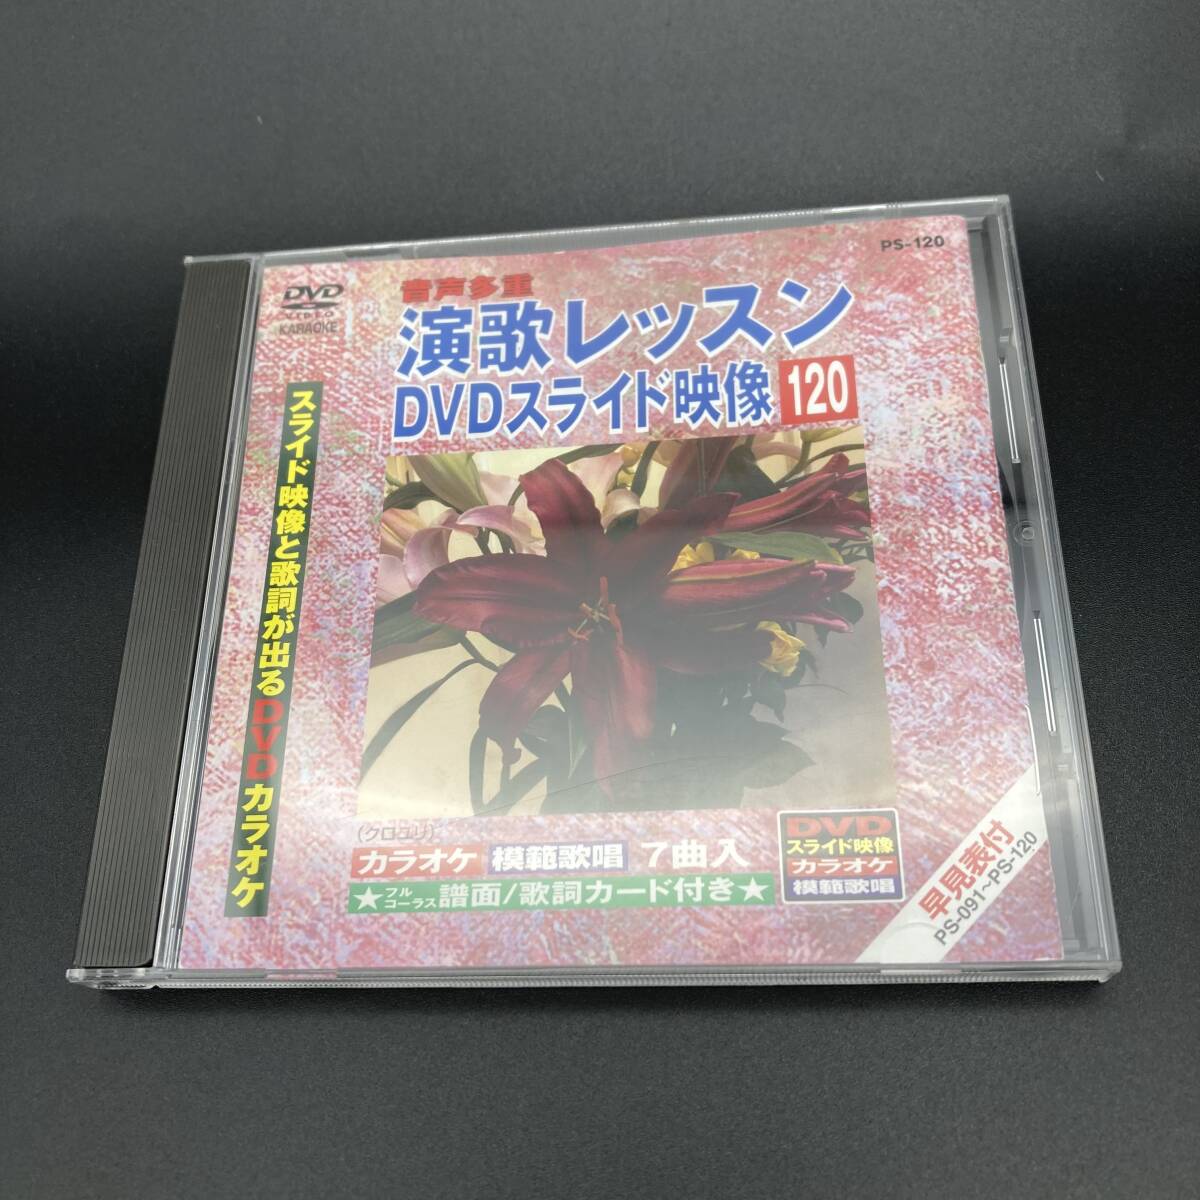 PS-120
DVD
VIDEO
KARAOKE
音声多重
演歌レッスン
DVDスライド映像 120
スライド映像と歌詞が出るDVDカラオケ
(クロユリ)
カラオケ 模範歌唱 7曲入
★フルコーラス譜面/歌詞カード付き★
DVD
スライド映像
カラオケ
模範歌唱
早見表付
PS-091～PS-120